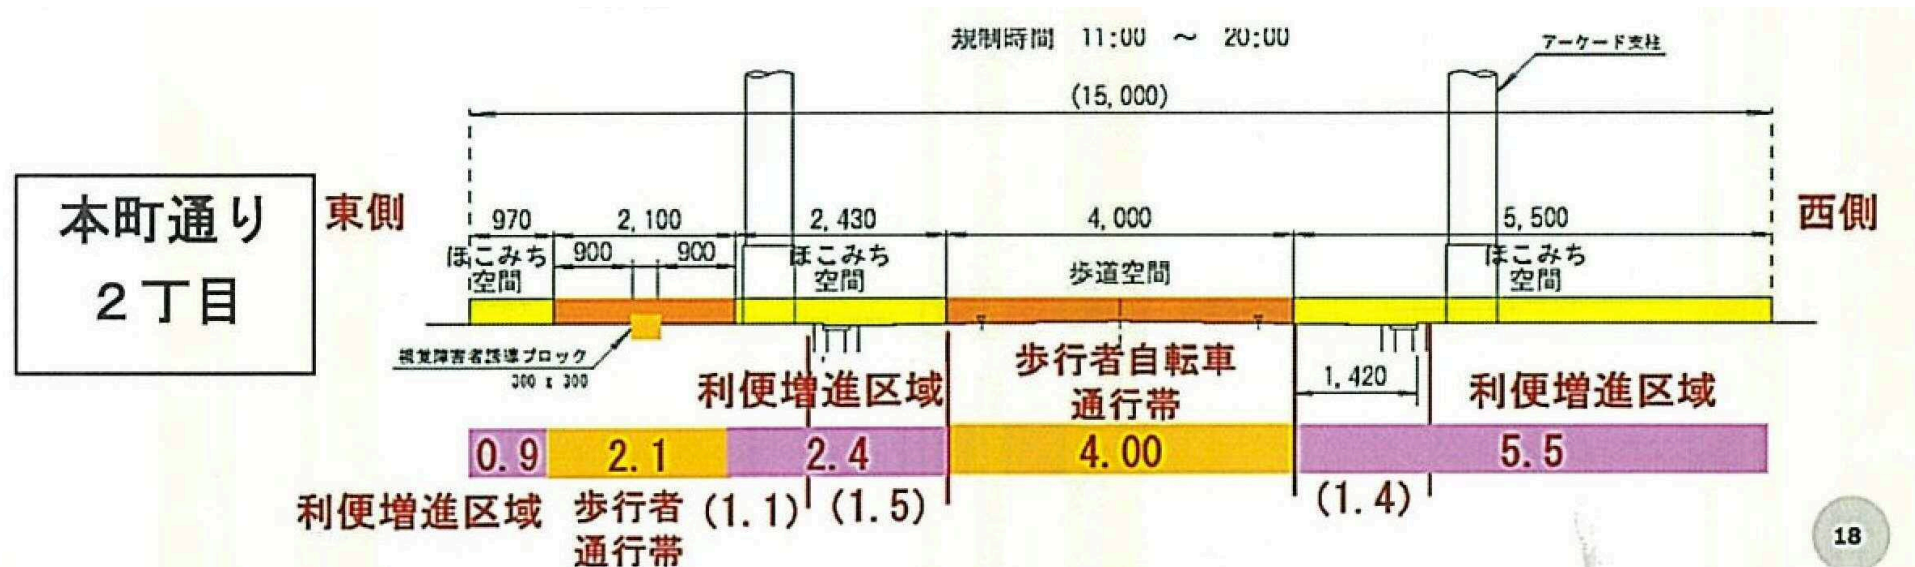 規制時間 11:00 ～ 20:00
アーケード支柱
(15,000)
本町通り
２丁目
東側
西側
970
2,100
2,430
4,000
5,500
900
900
ほこみち
空間
ほこみち
空間
歩道空間
ほこみち
空間
視覚障害者誘導ブロック
300 x 300
利便増進区域
歩行者自転車
通行帯
1,420
利便増進区域
0.9
2.1
2.4
4.00
5.5
利便増進区域
歩行者
通行帯
(1.1)
(1.5)
(1.4)
18